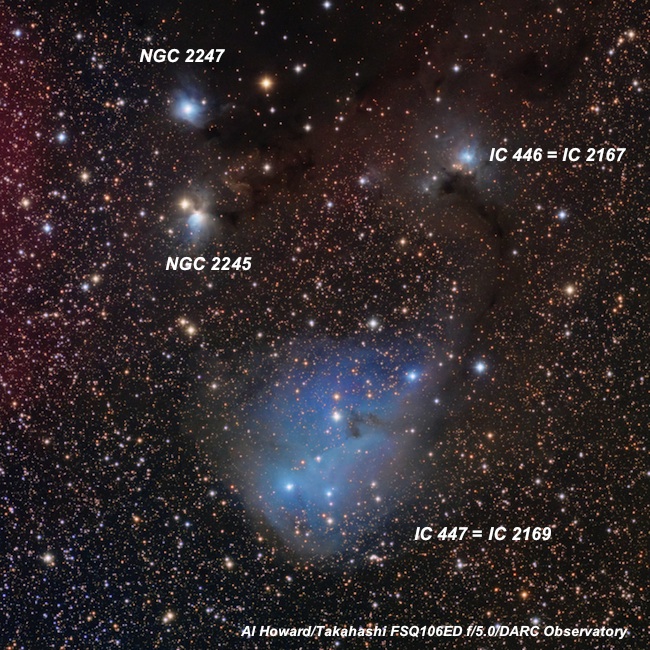 NGC 2247
IC 446 = IC 2167
NGC 2245
IC 447 = IC 2169
Al Howard/Takahashi FSQ106ED f/5.0/DARC Observatory